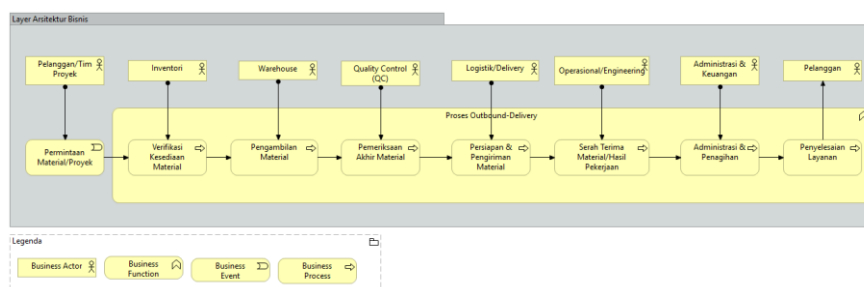 Layer Arsitektur Bisnis
Pelanggan/Tim
Proyek
Inventori
Warehouse
Quality Control
(QC)
Logistik/Delivery
Operasional/Engineering
Administrasi &
Keuangan
Pelanggan
Proses Outbound-Delivery
Permintaan
Material/Proyek
Verifikasi
Kesediaan
Material
Pengambilan
Material
Pemeriksaan
Akhir Material
Persiapan &
Pengiriman
Material
Serah Terima
Material/Hasil
Pekerjaan
Administrasi &
Penagihan
Penyelesaian
Layanan
Legenda
Business Actor
Business
Function
Business
Event
Business
Process